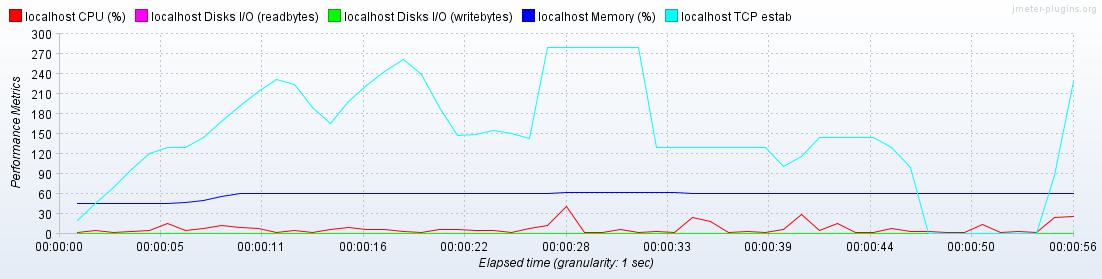 jmeter-plugins.org
localhost CPU (%) localhost Disks I/O (readbytes) localhost Disks I/O (writebytes) localhost Memory (%) localhost TCP estab
300
270
240
210
180
150
120
90
60
30
0
Performance Metrics
00:00:00 00:00:05 00:00:11 00:00:16 00:00:22 00:00:28 00:00:33 00:00:39 00:00:44 00:00:50 00:00:56
Elapsed time (granularity: 1 sec)